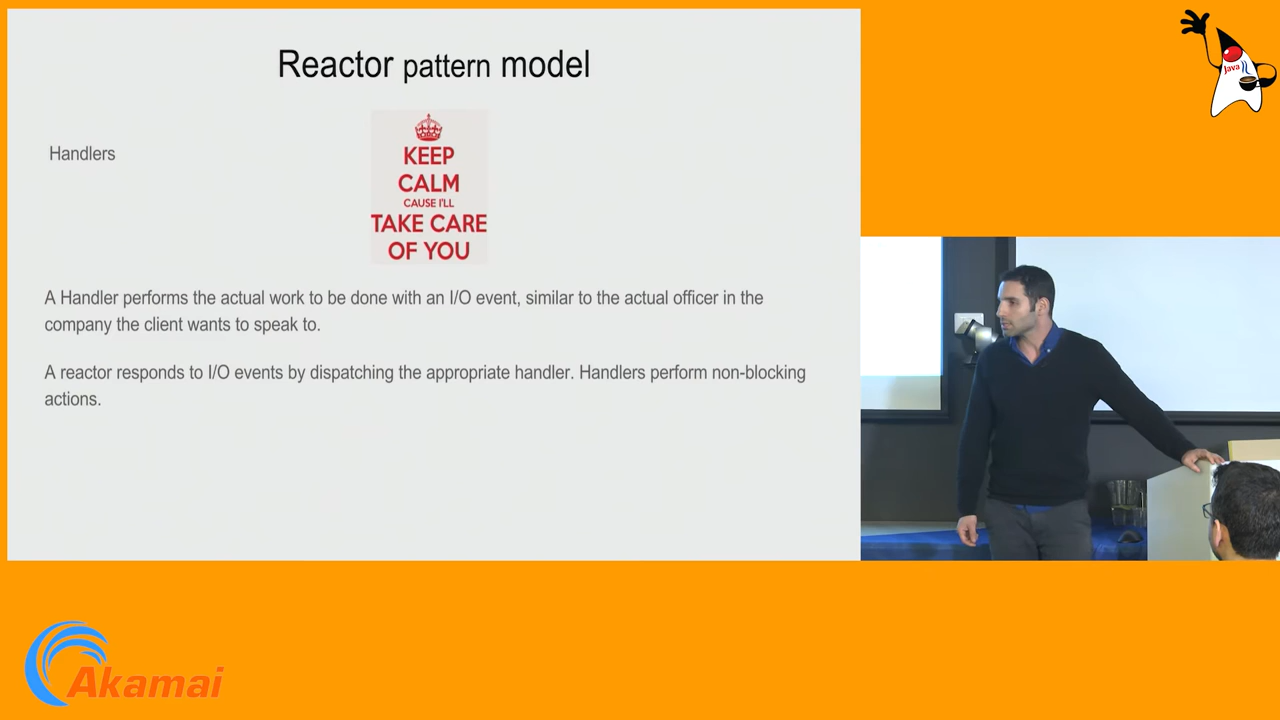 Reactor pattern model
Handlers
KEEP
CALM
CAUSE I'LL
TAKE CARE
OF YOU
A Handler performs the actual work to be done with an I/O event, similar to the actual officer in the
company the client wants to speak to.
A reactor responds to I/O events by dispatching the appropriate handler. Handlers perform non-blocking
actions.
Java
Akamai